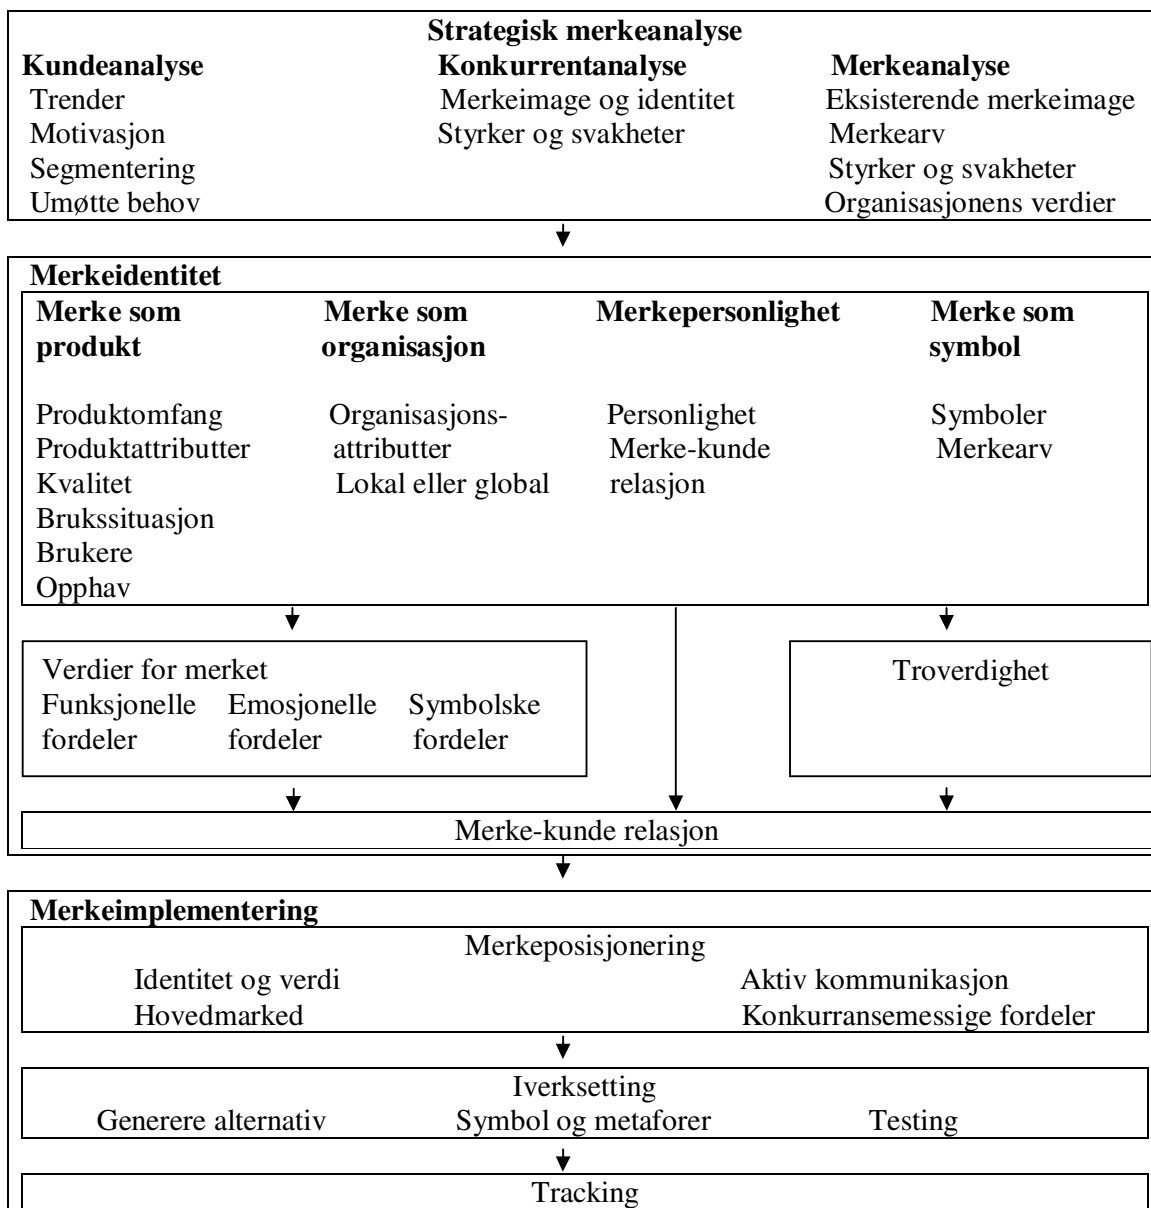 Strategisk merkeanalyse
Kundeanalyse Konkurrentanalyse Merkeanalyse
Trender Merkeimage og identitet Eksisterende merkeimage
Motivasjon Styrker og svakheter Merkearv
Segmentering Styrker og svakheter
Umøtte behov Organisasjonens verdier
Merkeidentitet
Merke som Merke som Merkepersonlighet Merke som
produkt organisasjon symbol
Produktomfang Organisasjons- Personlighet Symboler
Produktattributter attributter Merke-kunde Merkearv
Kvalitet Lokal eller global relasjon
Brukssituasjon
Brukere
Opphav
Verdier for merket Troverdighet
Funksjonelle Emosjonelle Symbolske
fordeler fordeler fordeler
Merke-kunde relasjon
Merkeimplementering
Merkeposisjonering
Identitet og verdi Aktiv kommunikasjon
Hovedmarked Konkurransemessige fordeler
Iverksetting
Generere alternativ Symbol og metaforer Testing
Tracking